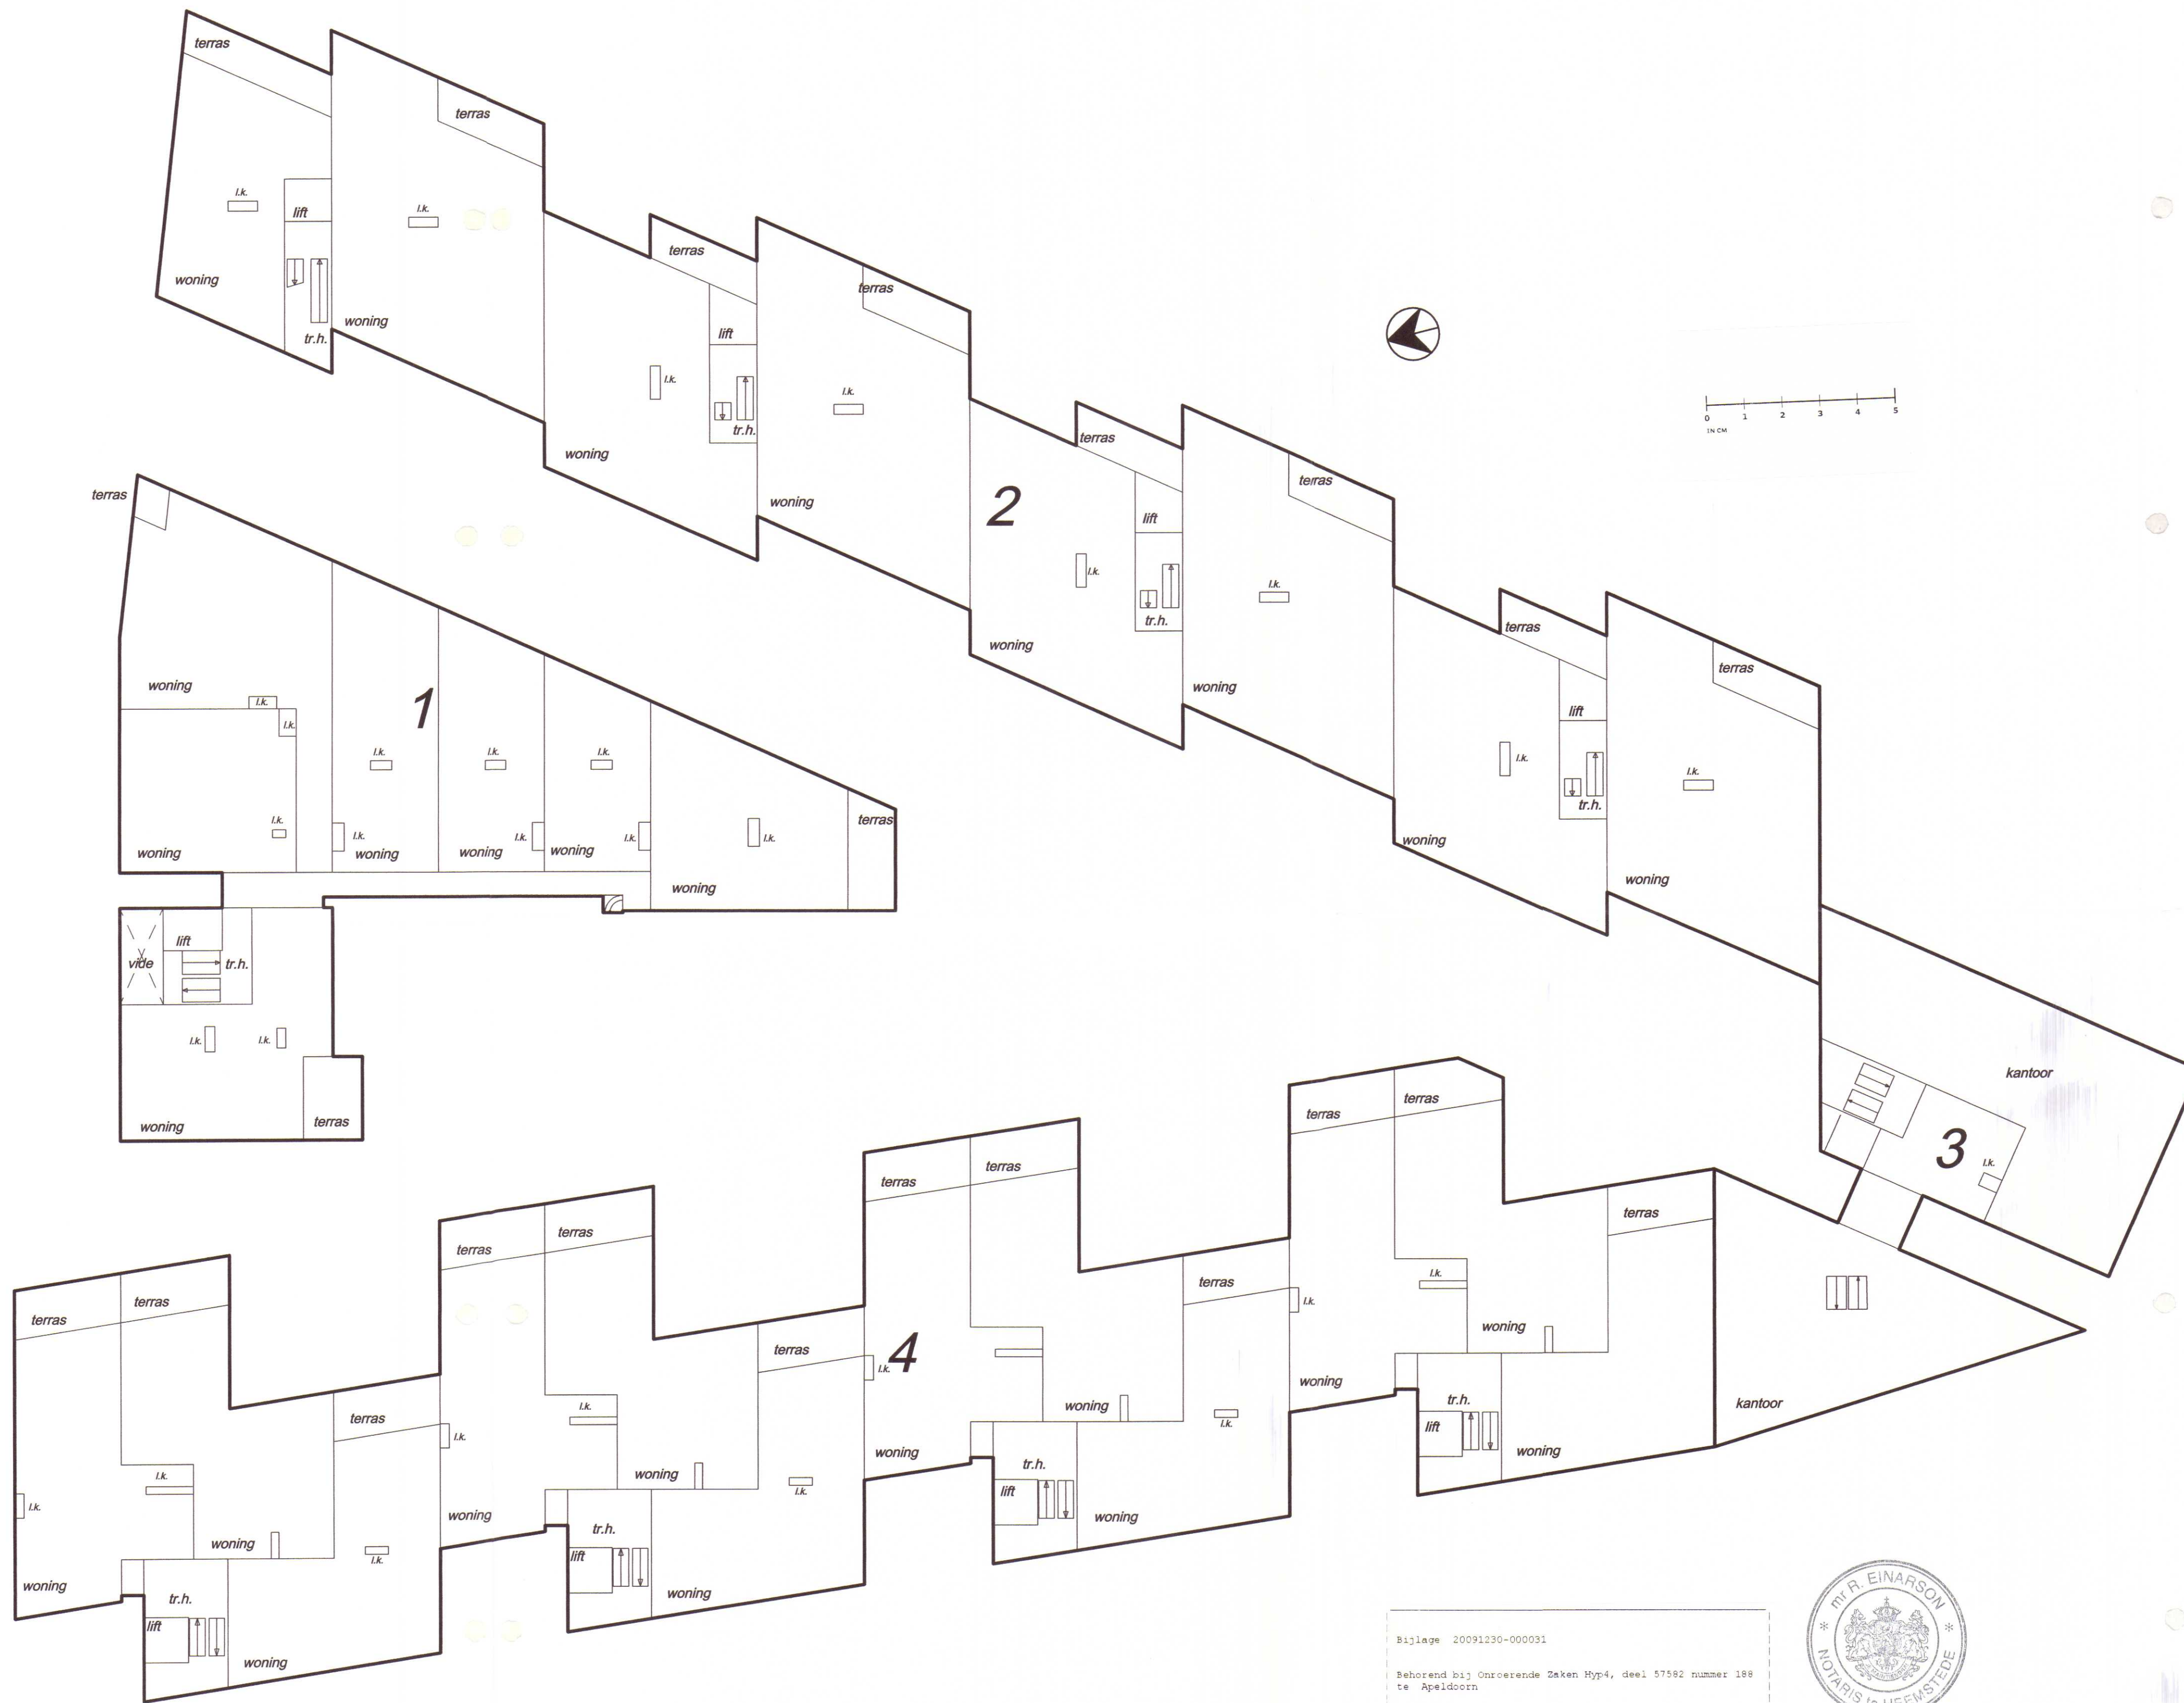 terras
terras
l.k.
lift
l.k.
woning
tr.h.
woning
terras
lift
l.k.
tr.h.
woning
terras
l.k.
woning
terras
2
lift
l.k.
tr.h.
woning
terras
l.k.
woning
terras
lift
l.k.
tr.h.
woning
terras
l.k.
woning
0 1 2 3 4 5
IN CM
terras
woning
l.k.
l.k.
1
l.k.
l.k.
l.k.
l.k.
l.k.
l.k.
l.k.
l.k.
terras
woning
woning
woning
woning
woning
lift
vide
tr.h.
l.k.
l.k.
woning
terras
kantoor
3
l.k.
kantoor
terras
terras
l.k.
l.k.
woning
woning
tr.h.
lift
terras
l.k.
woning
terras
terras
l.k.
l.k.
woning
woning
tr.h.
lift
terras
l.k.
woning
terras
terras
l.k.
4
woning
woning
tr.h.
lift
terras
l.k.
woning
terras
terras
l.k.
l.k.
woning
woning
tr.h.
lift
terras
woning
Bijlage 20091230-000031
Behorend bij Onroerende Zaken Hyp4, deel 57582 nummer 188
te Apeldoorn
* mr R. EINARSON *
NOTARIS te HEEMSTEDE